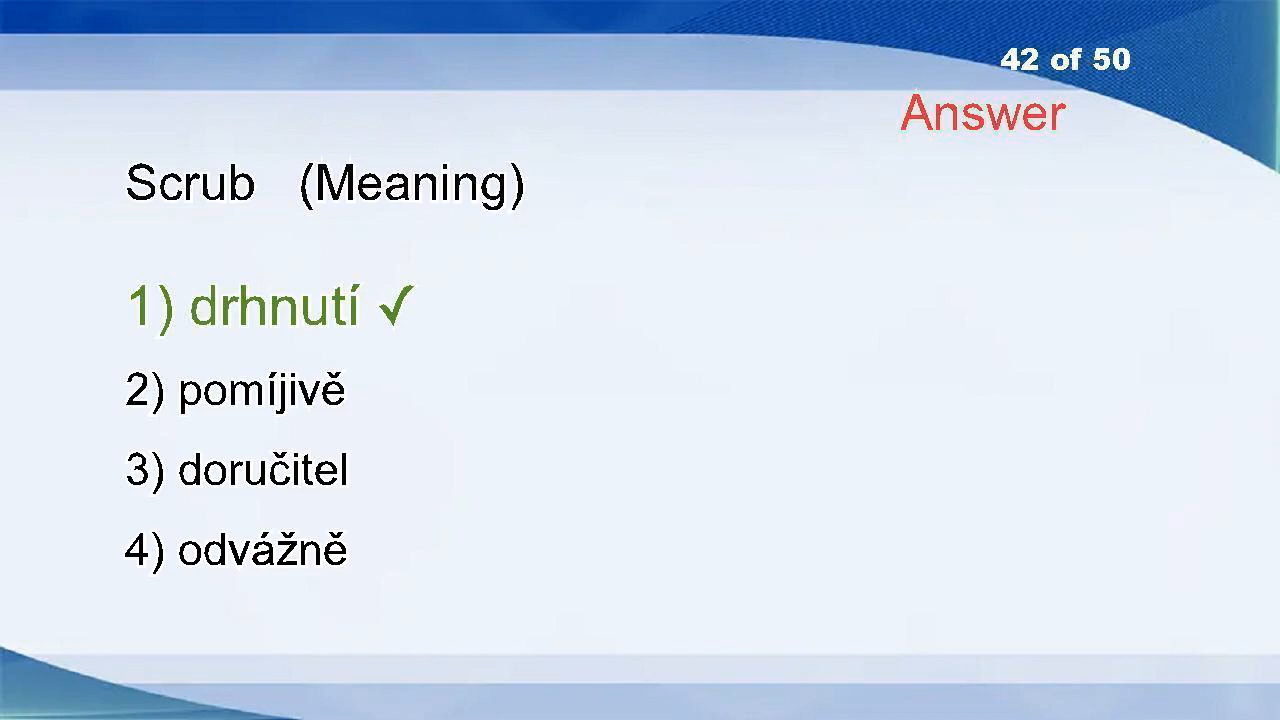 42 of 50
Answer
Scrub (Meaning)
1) drhnutí ✓
2) pomíjivě
3) doručitel
4) odvážně